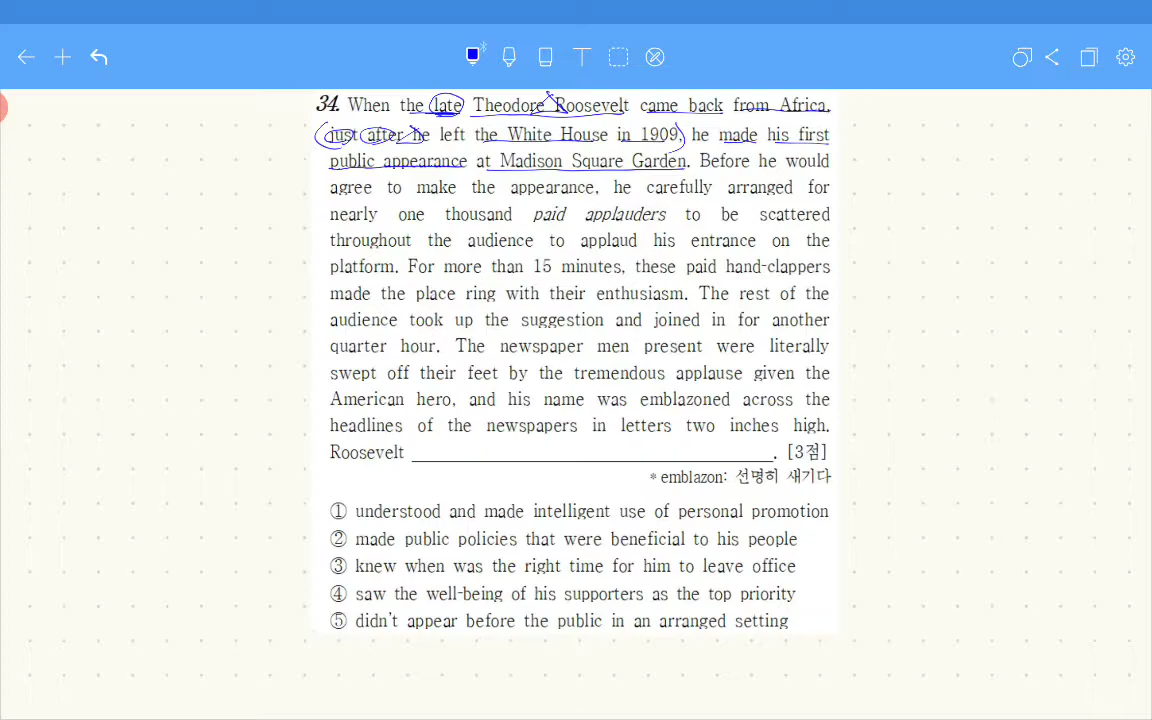 34. When the late Theodore Roosevelt came back from Africa,
just after he left the White House in 1909, he made his first
public appearance at Madison Square Garden. Before he would
agree to make the appearance, he carefully arranged for
nearly one thousand paid applauders to be scattered
throughout the audience to applaud his entrance on the
platform. For more than 15 minutes, these paid hand-clappers
made the place ring with their enthusiasm. The rest of the
audience took up the suggestion and joined in for another
quarter hour. The newspaper men present were literally
swept off their feet by the tremendous applause given the
American hero, and his name was emblazoned across the
headlines of the newspapers in letters two inches high.
Roosevelt ______________________________. [3점]
* emblazon: 선명히 새기다
① understood and made intelligent use of personal promotion
② made public policies that were beneficial to his people
③ knew when was the right time for him to leave office
④ saw the well-being of his supporters as the top priority
⑤ didn't appear before the public in an arranged setting